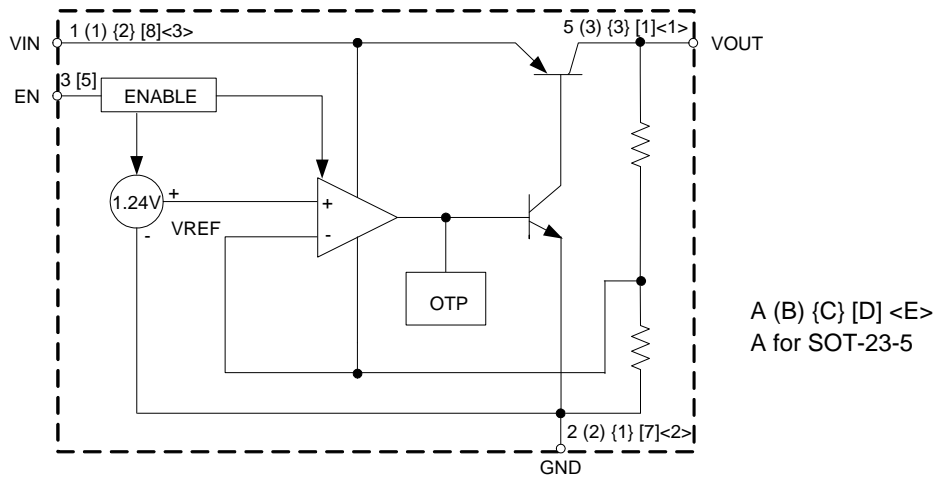 1 (1) {2} [8]<3>
5 (3) {3} [1]<1>
VIN
VOUT
3 [5]
EN
ENABLE
1.24V
+
-
VREF
+
-
OTP
A (B) {C} [D] <E>
A for SOT-23-5
2 (2) {1} [7]<2>
GND